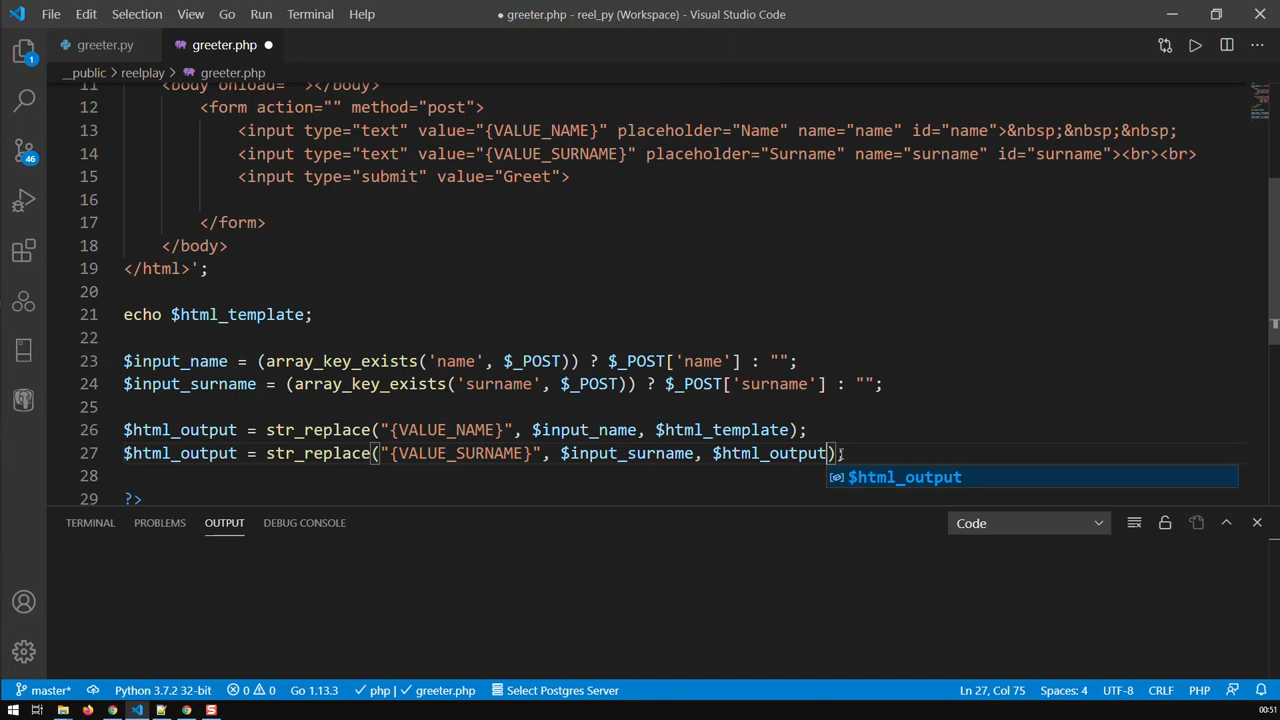 File Edit Selection View Go Run Terminal Help ● greeter.php - reel_py (Workspace) - Visual Studio Code
greeter.py greeter.php
__public > reelplay > greeter.php
11 <body onload=""></body>
12 <form action="" method="post">
13 <input type="text" value="{VALUE_NAME}" placeholder="Name" name="name" id="name">&nbsp;&nbsp;&nbsp;
14 <input type="text" value="{VALUE_SURNAME}" placeholder="Surname" name="surname" id="surname"><br><br>
15 <input type="submit" value="Greet">
16
17 </form>
18 </body>
19 </html>';
20
21 echo $html_template;
22
23 $input_name = (array_key_exists('name', $_POST)) ? $_POST['name'] : "";
24 $input_surname = (array_key_exists('surname', $_POST)) ? $_POST['surname'] : "";
25
26 $html_output = str_replace("{VALUE_NAME}", $input_name, $html_template);
27 $html_output = str_replace("{VALUE_SURNAME}", $input_surname, $html_output);
$html_output
28
29 ?>
TERMINAL PROBLEMS OUTPUT DEBUG CONSOLE Code
1
46
master* Python 3.7.2 32-bit 0 0 Go 1.13.3 php | greeter.php Select Postgres Server Ln 27, Col 75 Spaces: 4 UTF-8 CRLF PHP
00:51